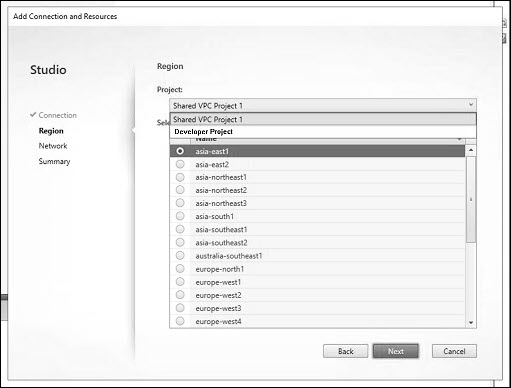 Add Connection and Resources
Studio
Connection
Region
Network
Summary
Region
Project:
Shared VPC Project 1
Shared VPC Project 1
Developer Project
Name
asia-east1
asia-east2
asia-northeast1
asia-northeast2
asia-northeast3
asia-south1
asia-southeast1
asia-southeast2
australia-southeast1
europe-north1
europe-west1
europe-west2
europe-west3
europe-west4
Back
Next
Cancel